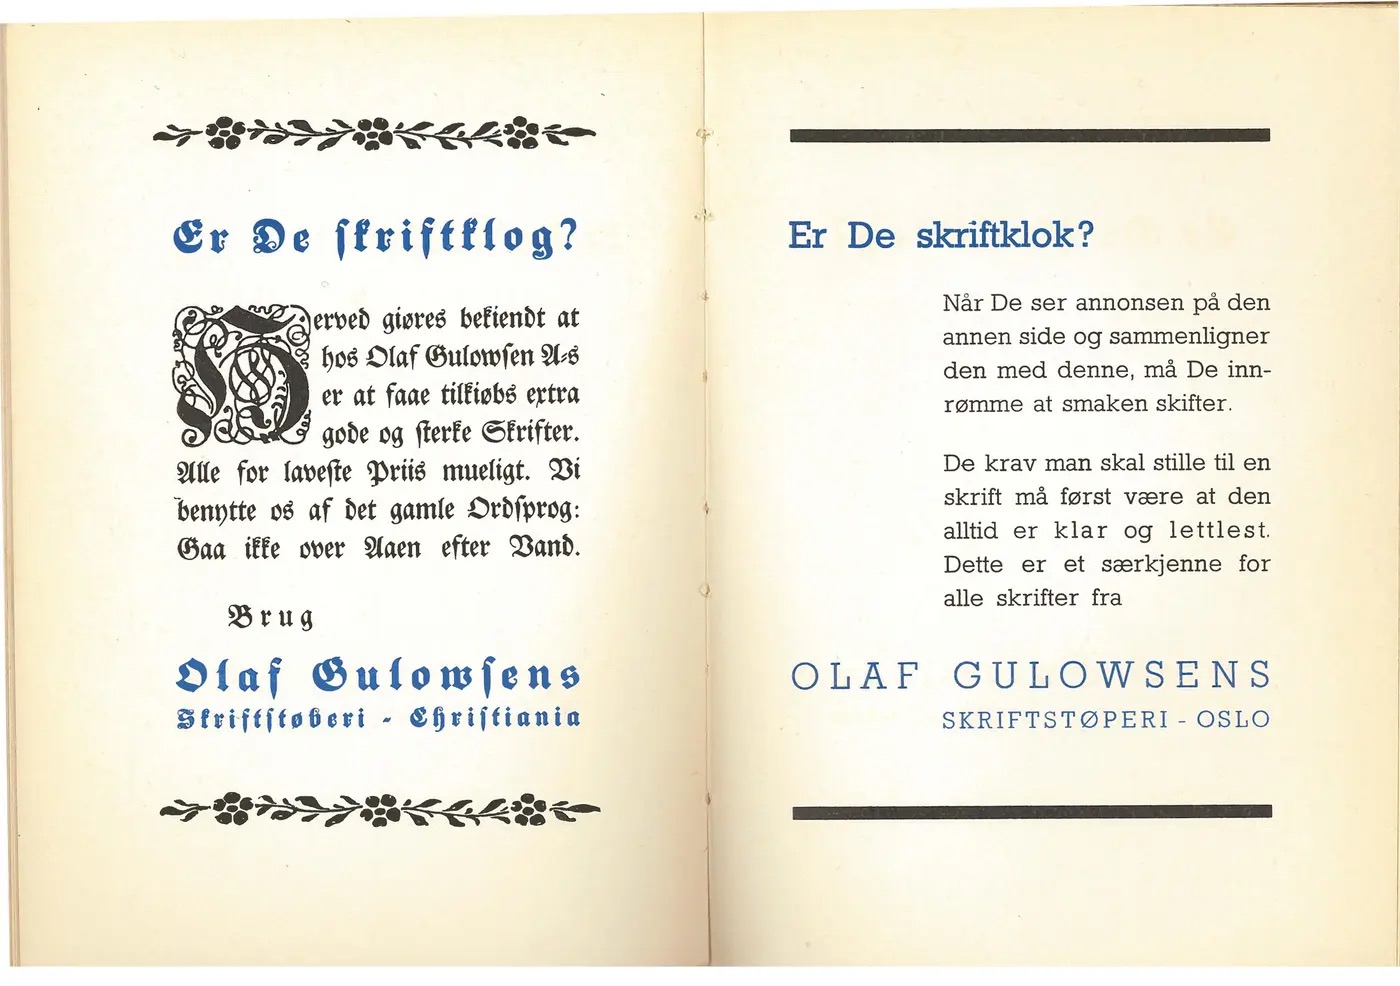 Er De skriftklog?
Herved giøres bekiendt at
hos Olaf Gulowsen A-s
er at faae tilkiøbs extra
gode og sterke Skrifter.
Alle for laveste Priis mueligt. Vi
benytte os af det gamle Ordsprog:
Gaa ikke over Aaen efter Vand.
Brug
Olaf Gulowsens
Skriftstøberi - Christiania
Er De skriftklok?
Når De ser annonsen på den
annen side og sammenligner
den med denne, må De inn-
rømme at smaken skifter.
De krav man skal stille til en
skrift må først være at den
alltid er klar og lettlest.
Dette er et særkjenne for
alle skrifter fra
OLAF GULOWSENS
SKRIFTSTØPERI - OSLO